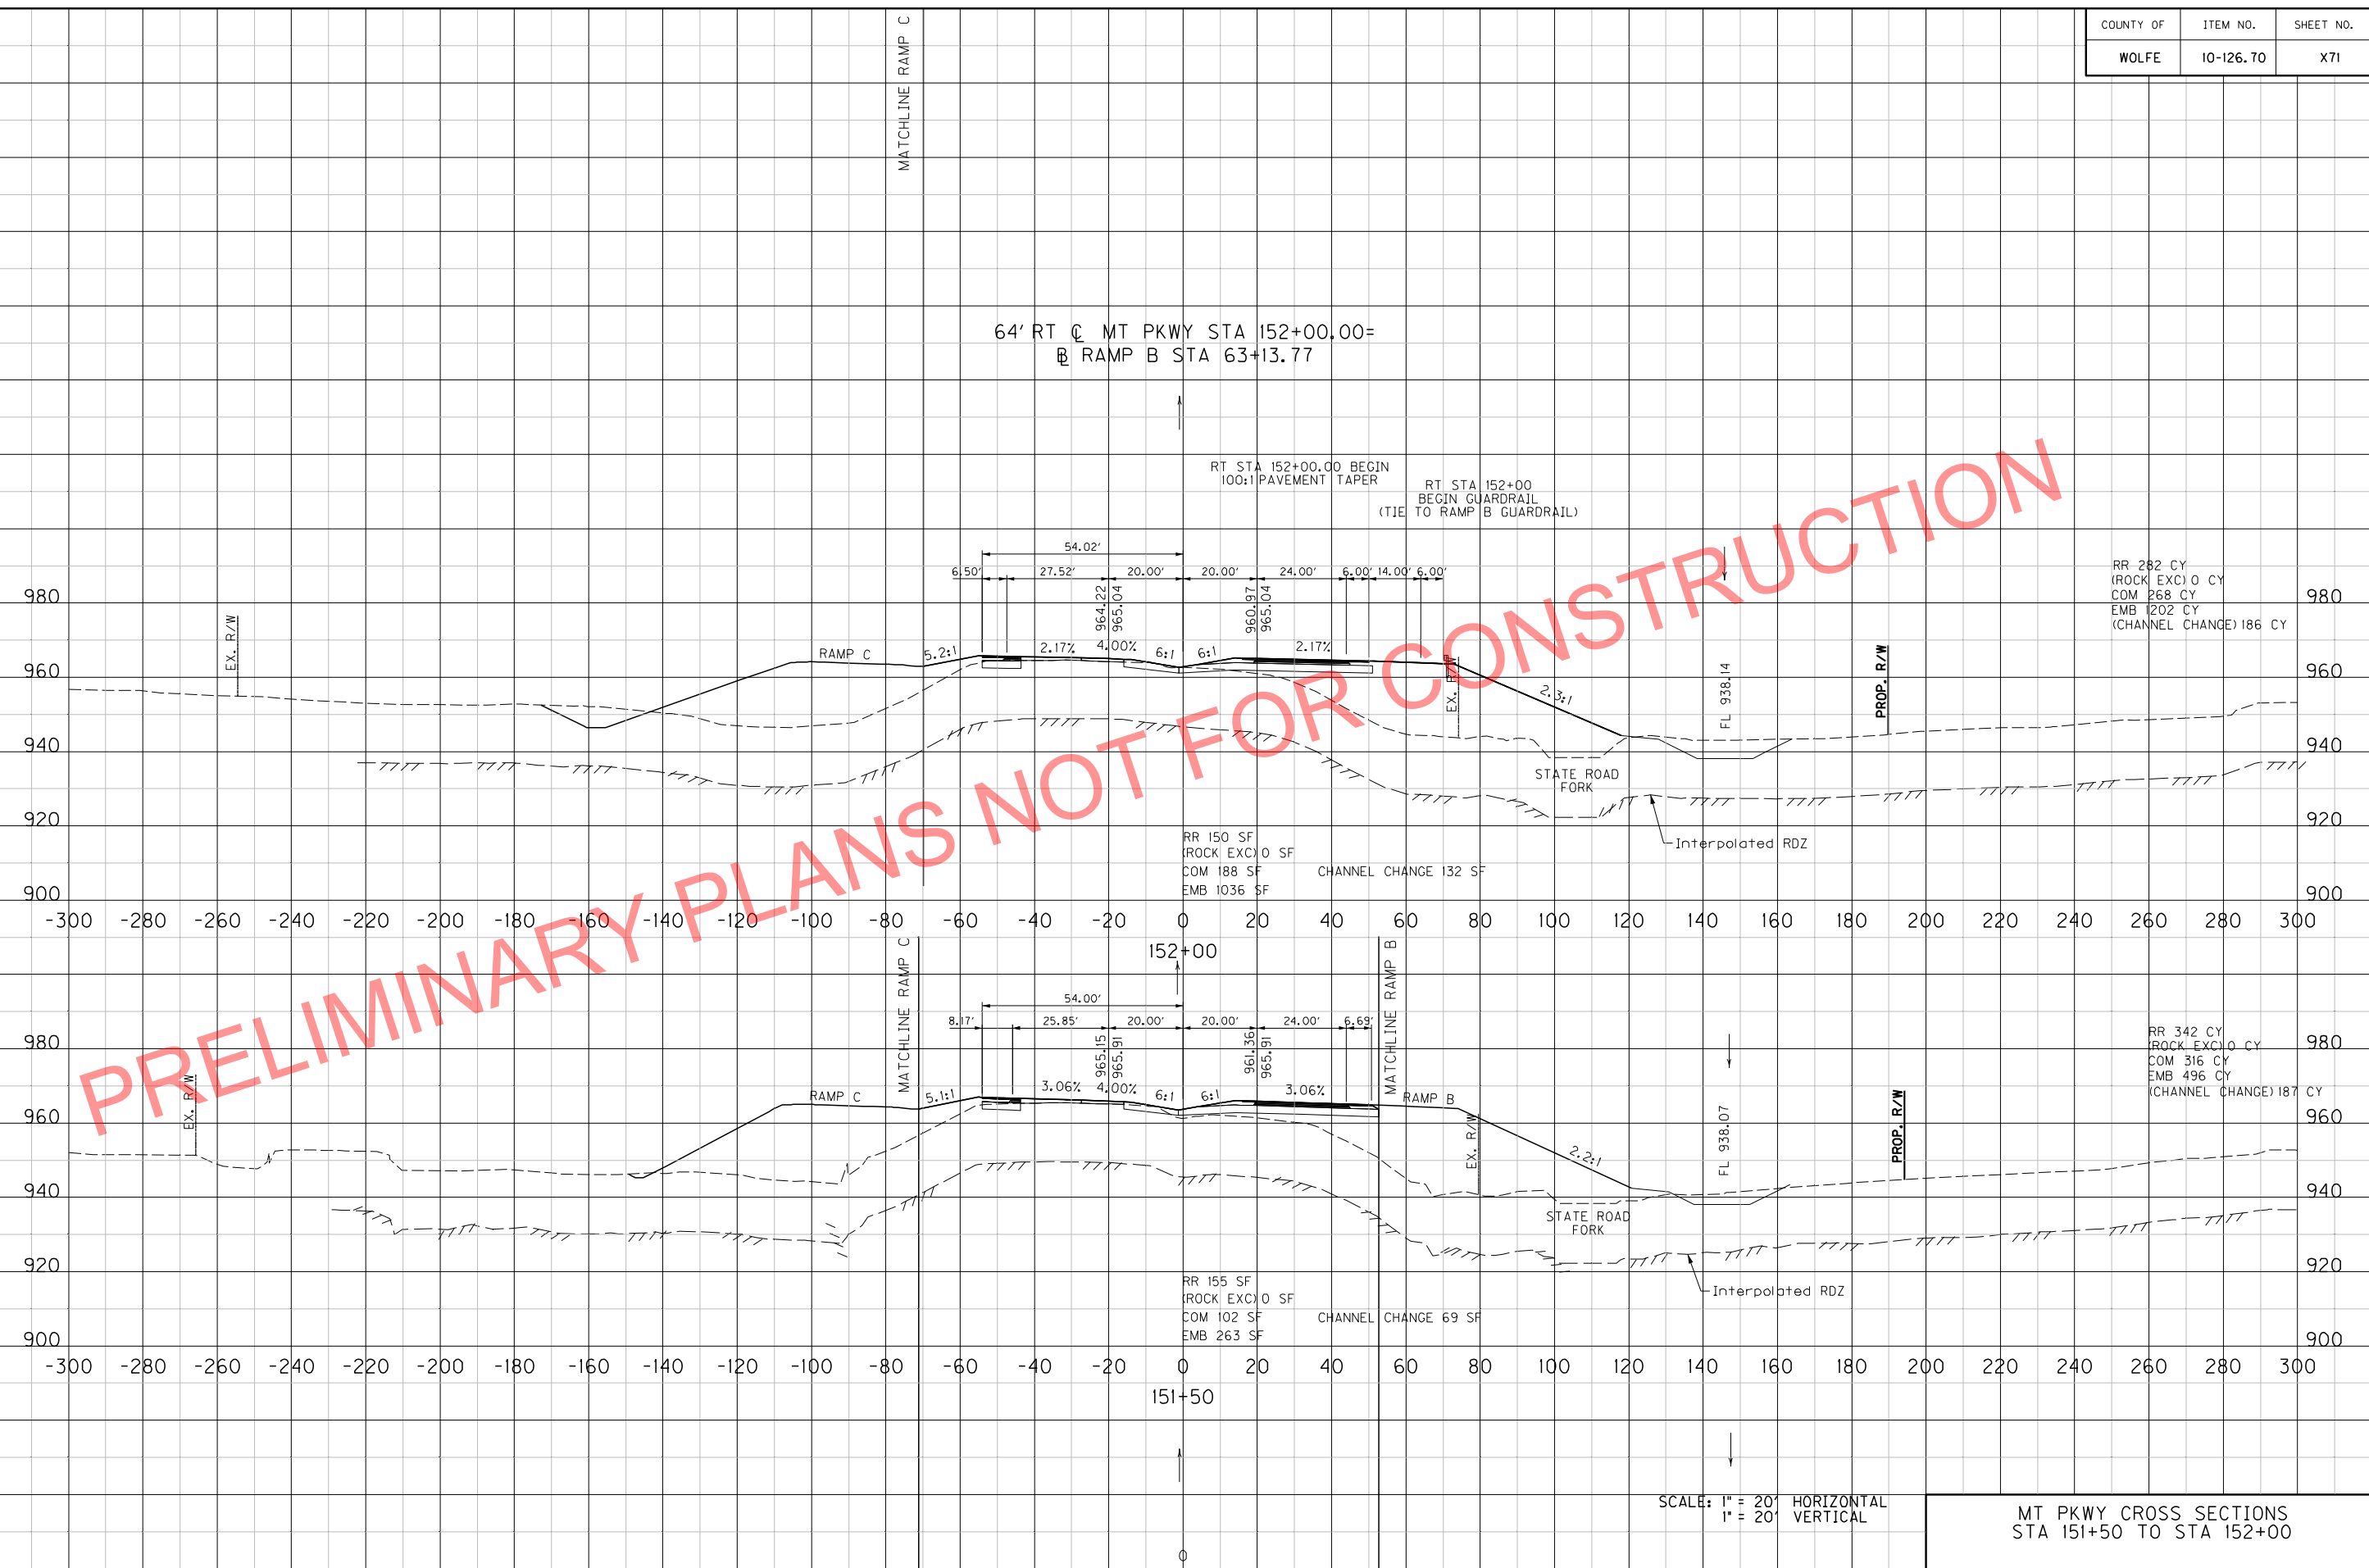 COUNTY OF ITEM NO. SHEET NO.
WOLFE 10-126.70 X71
MATCHLINE RAMP C
64' RT ℄ MT PKWY STA 152+00.00=
B RAMP B STA 63+13.77
RT STA 152+00.00 BEGIN
100:1 PAVEMENT TAPER
RT STA 152+00
BEGIN GUARDRAIL
(TIE TO RAMP B GUARDRAIL)
PRELIMINARY PLANS NOT FOR CONSTRUCTION
54.02'
6.50' 27.52' 20.00' 20.00' 24.00' 6.00' 14.00' 6.00'
964.22
965.04
960.97
965.04
RR 282 CY
(ROCK EXC) 0 CY
COM 268 CY
EMB 1202 CY
(CHANNEL CHANGE) 186 CY
980 980
EX. R/W
RAMP C 5.2:1 2.17% 4.00% 6:1 6:1 2.17%
EX. R/W
2.3:1
FL 938.14
PROP. R/W
960 960
940 940
STATE ROAD
FORK
920 920
Interpolated RDZ
RR 150 SF
(ROCK EXC) 0 SF
COM 188 SF CHANNEL CHANGE 132 SF
EMB 1036 SF
900 900
-300 -280 -260 -240 -220 -200 -180 -160 -140 -120 -100 -80 -60 -40 -20 0 20 40 60 80 100 120 140 160 180 200 220 240 260 280 300
152+00
MATCHLINE RAMP C
MATCHLINE RAMP B
54.00'
8.17' 25.85' 20.00' 20.00' 24.00' 6.69'
965.15
965.91
961.36
965.91
RR 342 CY
(ROCK EXC) 0 CY
COM 316 CY
EMB 496 CY
(CHANNEL CHANGE) 187 CY
980 980
EX. R/W
RAMP C 5.1:1 3.06% 4.00% 6:1 6:1 3.06% RAMP B
EX. R/W
2.2:1
FL 938.07
PROP. R/W
960 960
940 940
STATE ROAD
FORK
920 920
Interpolated RDZ
RR 155 SF
(ROCK EXC) 0 SF
COM 102 SF CHANNEL CHANGE 69 SF
EMB 263 SF
900 900
-300 -280 -260 -240 -220 -200 -180 -160 -140 -120 -100 -80 -60 -40 -20 0 20 40 60 80 100 120 140 160 180 200 220 240 260 280 300
151+50
SCALE: 1" = 20' HORIZONTAL
1" = 20' VERTICAL
MT PKWY CROSS SECTIONS
STA 151+50 TO STA 152+00
0